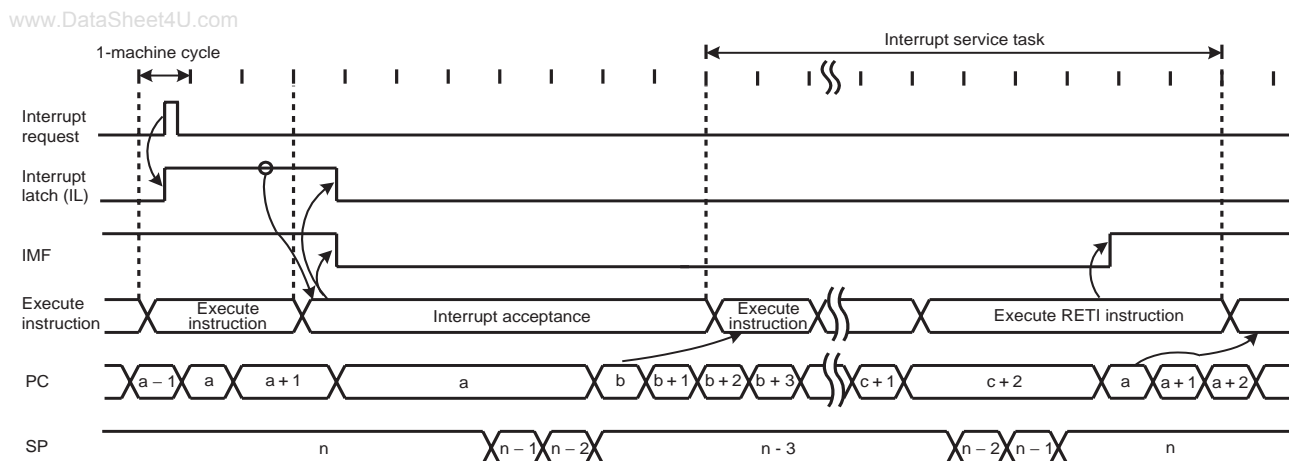 www.DataSheet4U.com
Interrupt service task
1-machine cycle
Interrupt
request
Interrupt
latch (IL)
IMF
Execute
instruction
Execute
instruction
Interrupt acceptance
Execute
instruction
Execute RETI instruction
PC
a – 1
a
a + 1
a
b
b + 1
b + 2
b + 3
c + 1
c + 2
a
a + 1
a + 2
SP
n
n – 1
n – 2
n - 3
n – 2
n – 1
n